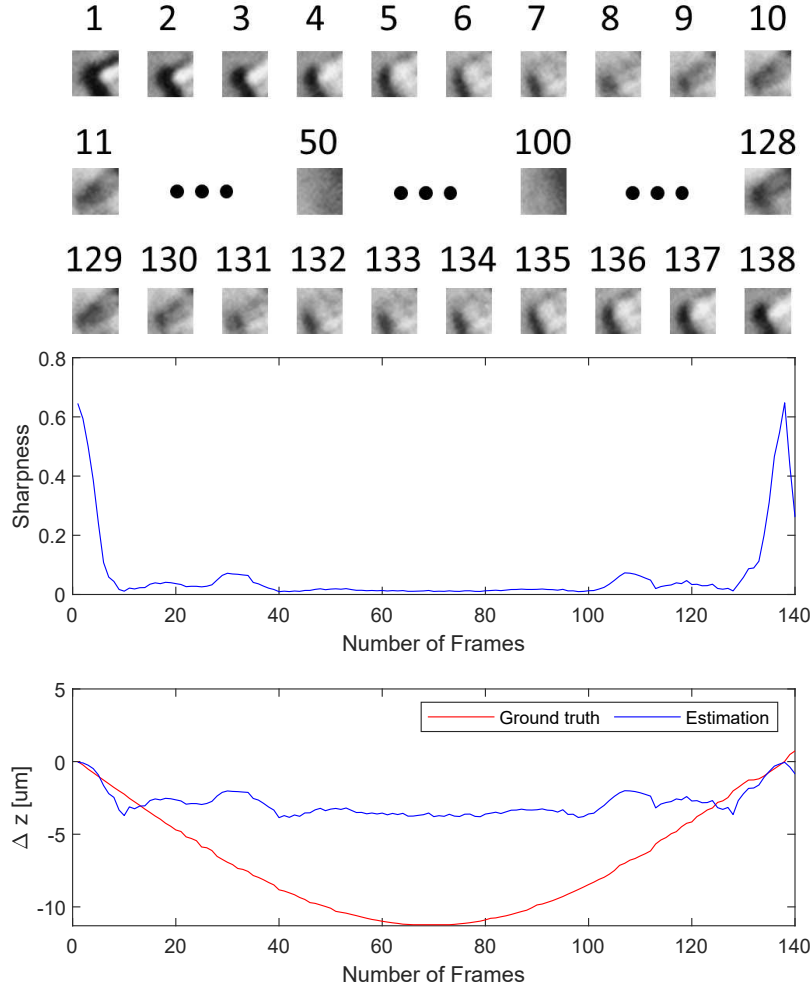 1 2 3 4 5 6 7 8 9 10
11 50 100 128
129 130 131 132 133 134 135 136 137 138
0.8
0.6
0.4
0.2
0
Sharpness
0 20 40 60 80 100 120 140
Number of Frames
5
0
-5
-10
Δ z [um]
Ground truth Estimation
0 20 40 60 80 100 120 140
Number of Frames